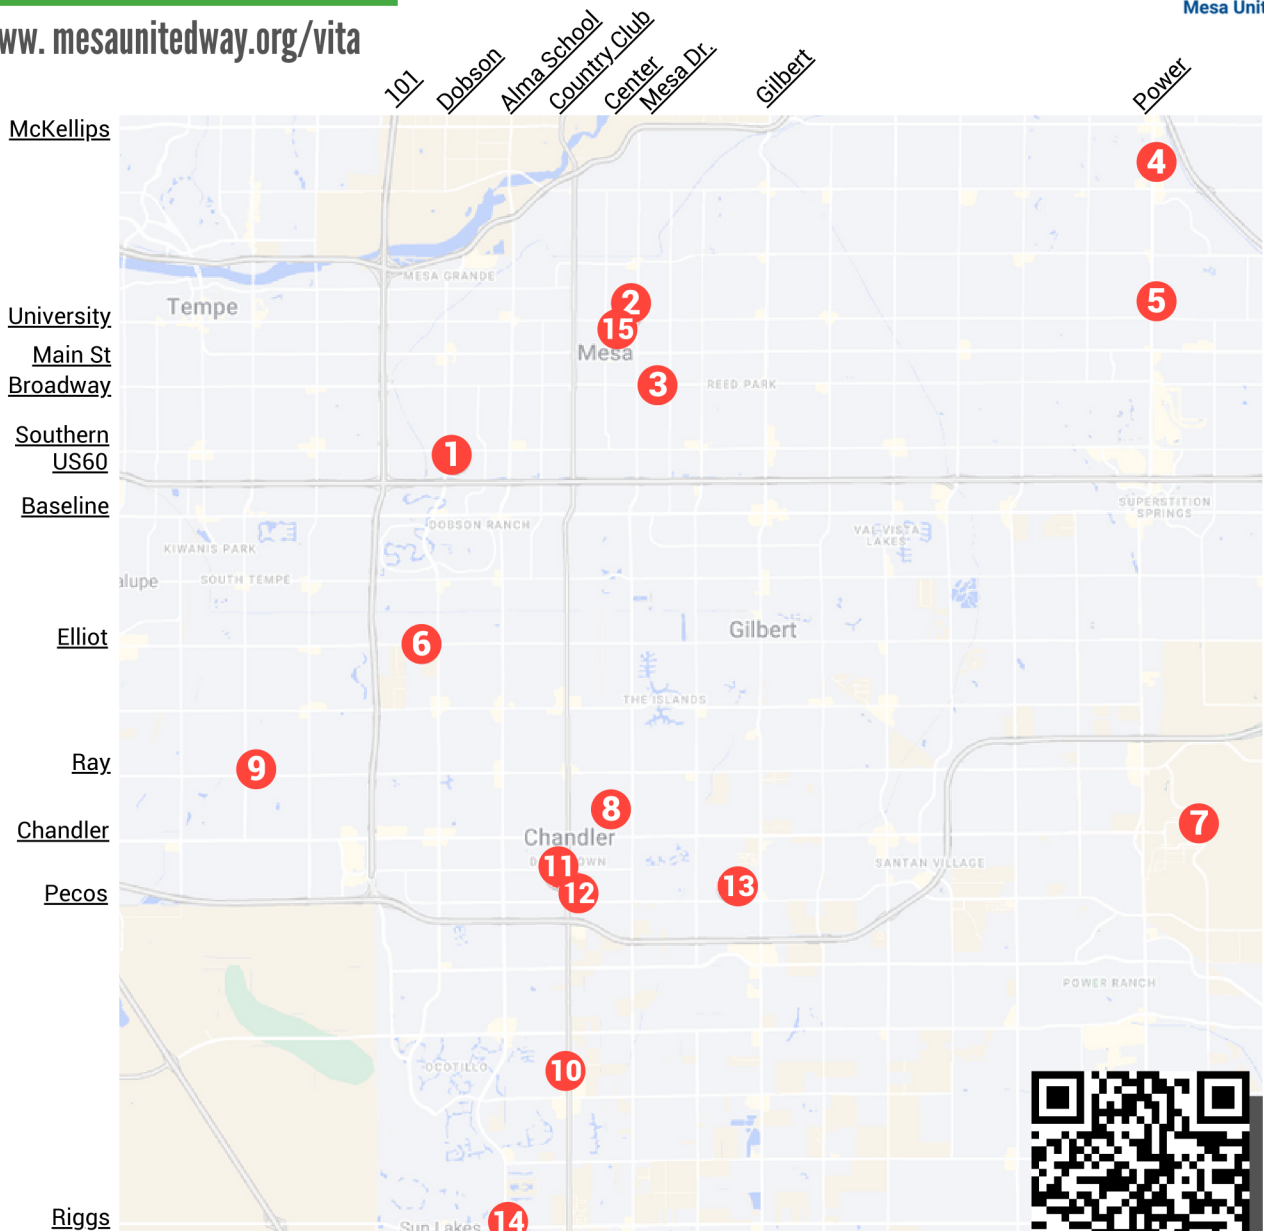 Mesa Unit
ww. mesaunitedway.org/vita
101
Dobson
Alma School
Country Club
Center
Mesa Dr.
Gilbert
Power
McKellips
4
MESA GRANDE
Tempe
2
5
University
15
Main St
Mesa
Broadway
3
REED PARK
Southern
1
US60
Baseline
SUPERSTITION
SPRINGS
DOBSON RANCH
VAL VISTA
LAKES
KIWANIS PARK
alupe
SOUTH TEMPE
Elliot
6
Gilbert
THE ISLANDS
Ray
9
8
7
Chandler
Chandler
11
OWN
SANTAN VILLAGE
Pecos
12
13
POWER RANCH
OCOTILLO
10
Riggs
Sun Lakes
14